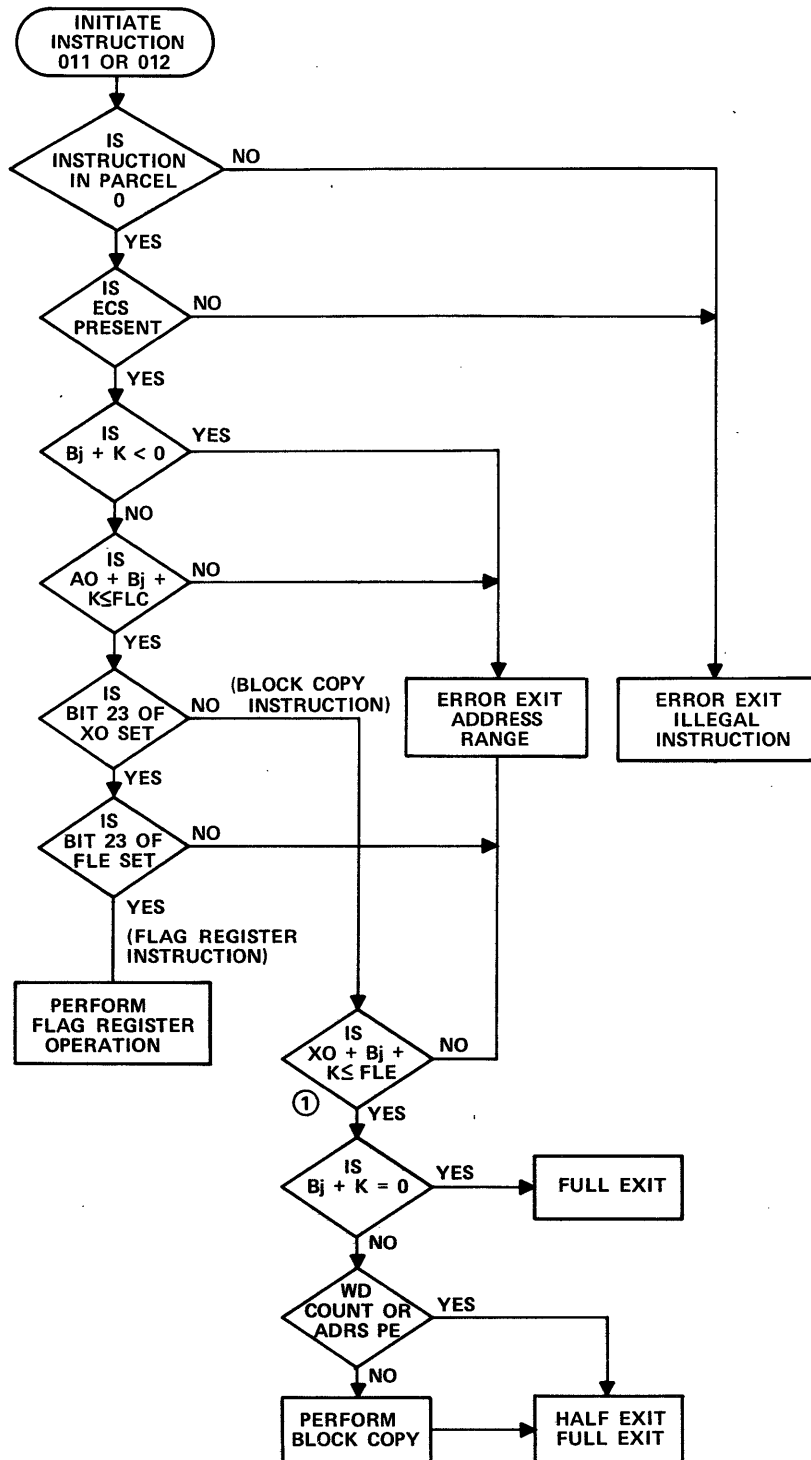 INITIATE
INSTRUCTION
011 OR 012
IS
INSTRUCTION
IN PARCEL
0
NO
YES
IS
ECS
PRESENT
NO
YES
IS
Bj + K < 0
YES
NO
IS
AO + Bj +
K≤FLC
NO
YES
IS
BIT 23 OF
XO SET
NO
(BLOCK COPY
INSTRUCTION)
YES
ERROR EXIT
ADDRESS
RANGE
ERROR EXIT
ILLEGAL
INSTRUCTION
IS
BIT 23 OF
FLE SET
NO
YES
(FLAG REGISTER
INSTRUCTION)
PERFORM
FLAG REGISTER
OPERATION
IS
XO + Bj +
K≤ FLE
NO
1
YES
IS
Bj + K = 0
YES
FULL EXIT
NO
WD
COUNT OR
ADRS PE
YES
NO
PERFORM
BLOCK COPY
HALF EXIT
FULL EXIT